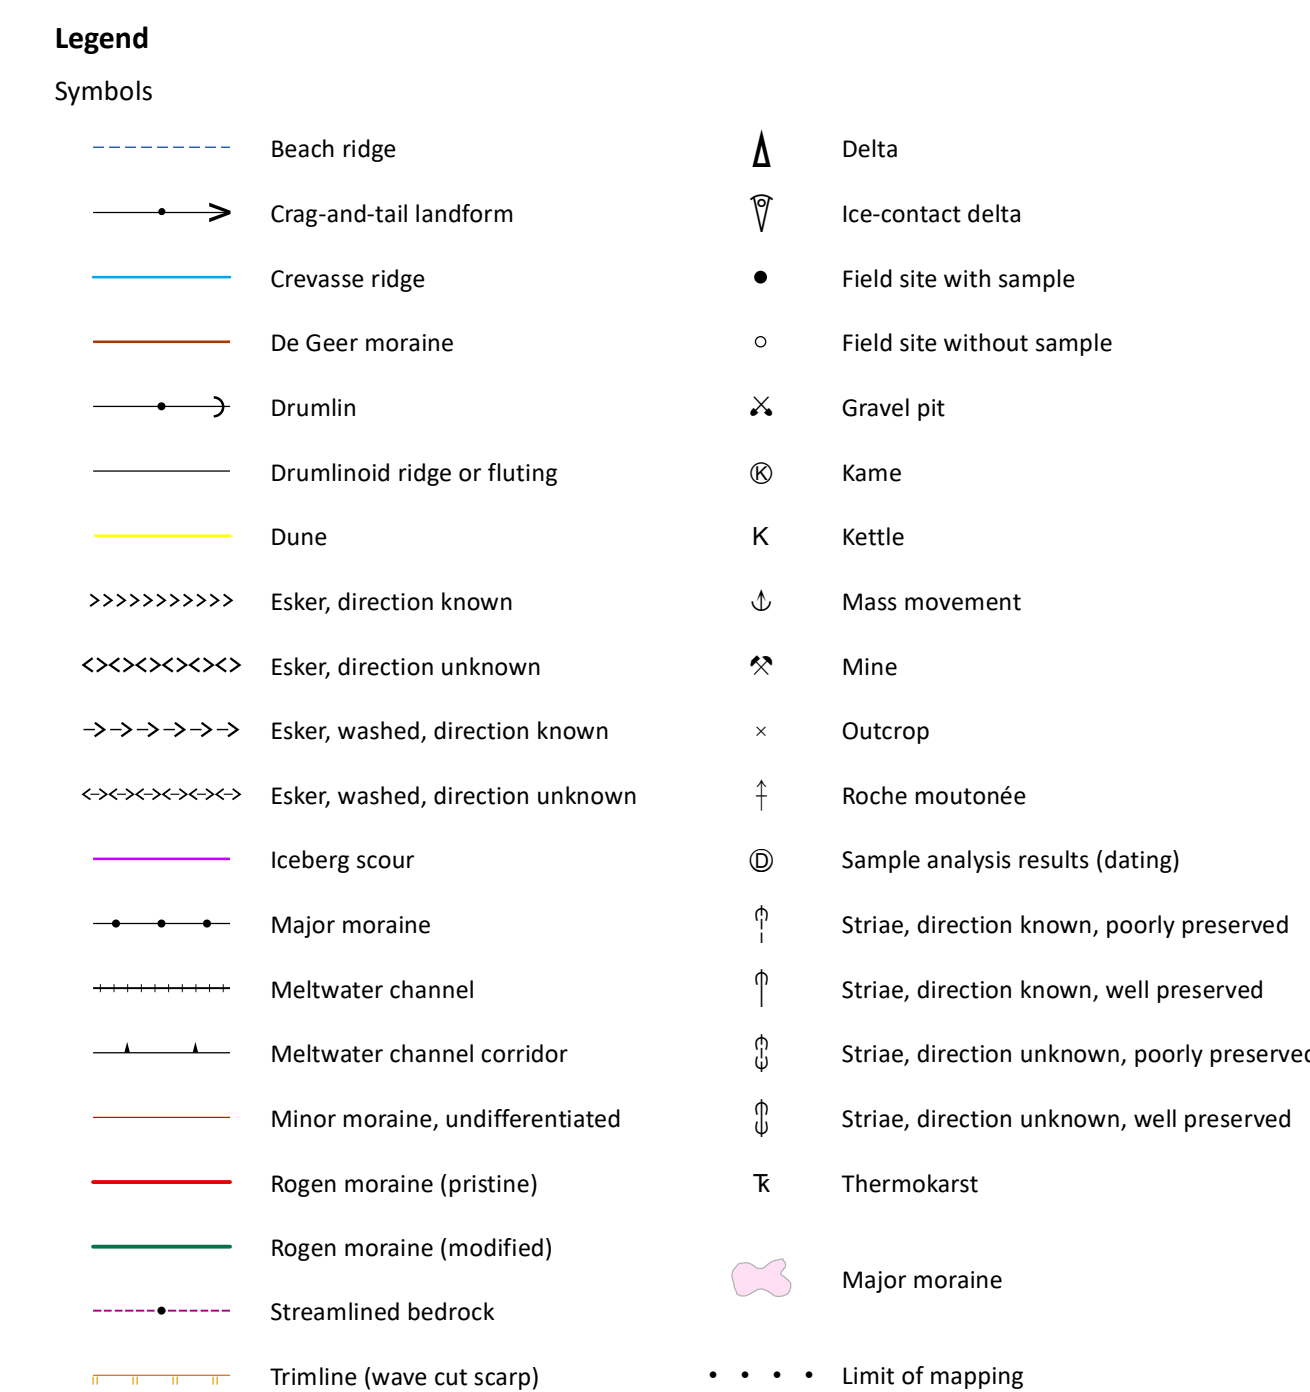 Legend
Symbols
Beach ridge
Crag-and-tail landform
Crevasse ridge
De Geer moraine
Drumlin
Drumlinoid ridge or fluting
Dune
Esker, direction known
Esker, direction unknown
Esker, washed, direction known
Esker, washed, direction unknown
Iceberg scour
Major moraine
Meltwater channel
Meltwater channel corridor
Minor moraine, undifferentiated
Rogen moraine (pristine)
Rogen moraine (modified)
Streamlined bedrock
Trimline (wave cut scarp)
Delta
Ice-contact delta
Field site with sample
Field site without sample
Gravel pit
K Kame
K Kettle
Mass movement
Mine
Outcrop
Roche moutonée
D Sample analysis results (dating)
Striae, direction known, poorly preserved
Striae, direction known, well preserved
Striae, direction unknown, poorly preserved
Striae, direction unknown, well preserved
Tk Thermokarst
Major moraine
Limit of mapping